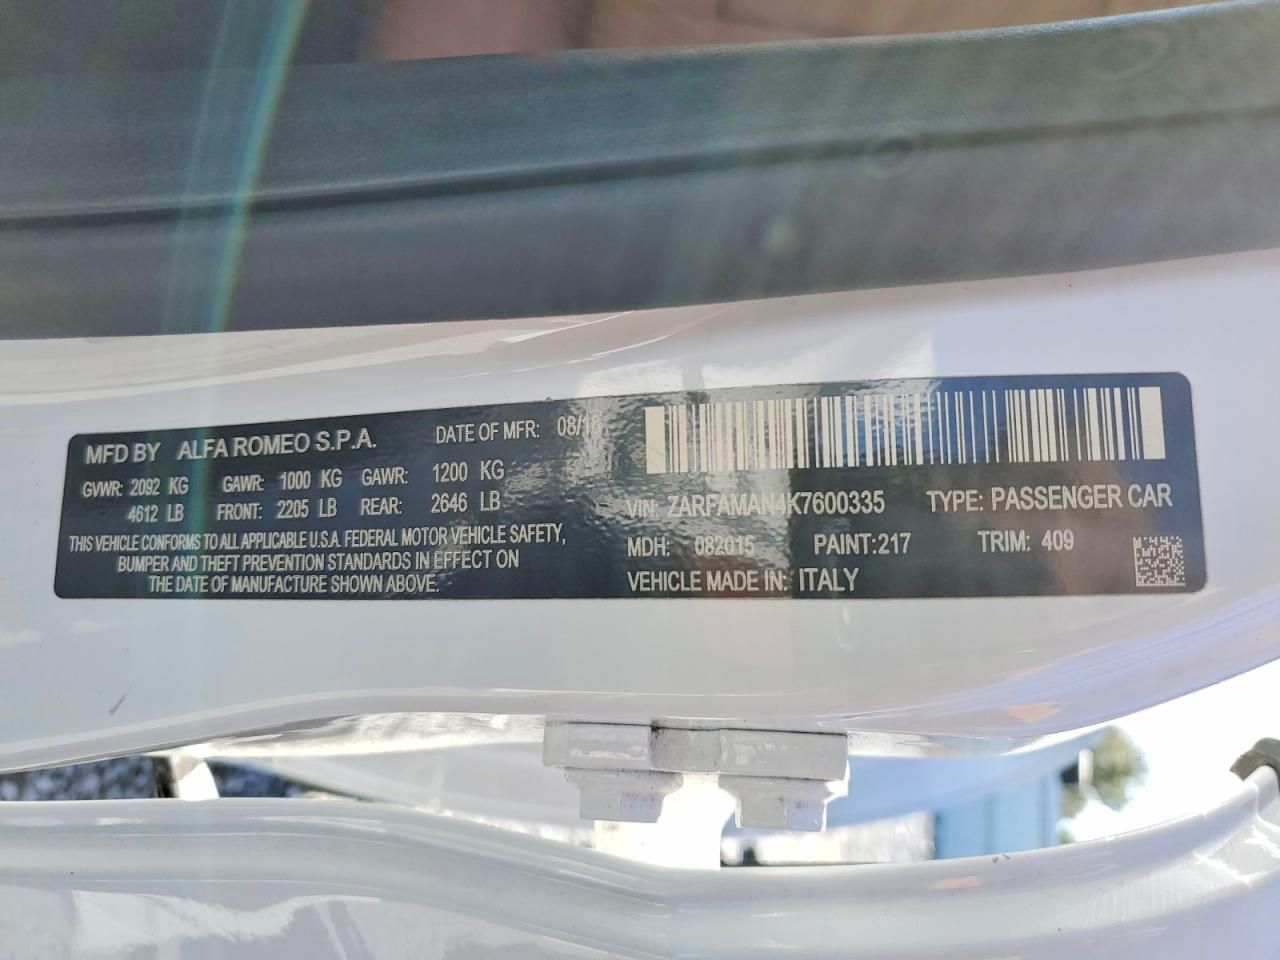 MFD BY ALFA ROMEO S.P.A. DATE OF MFR: 08/1
GVWR: 2092 KG GAWR: 1000 KG GAWR: 1200 KG
4612 LB FRONT: 2205 LB REAR: 2646 LB
THIS VEHICLE CONFORMS TO ALL APPLICABLE U.S.A. FEDERAL MOTOR VEHICLE SAFETY,
BUMPER AND THEFT PREVENTION STANDARDS IN EFFECT ON
THE DATE OF MANUFACTURE SHOWN ABOVE.
VIN: ZARFAMAN4K7600335 TYPE: PASSENGER CAR
MDH: 082015 PAINT:217 TRIM: 409
VEHICLE MADE IN: ITALY